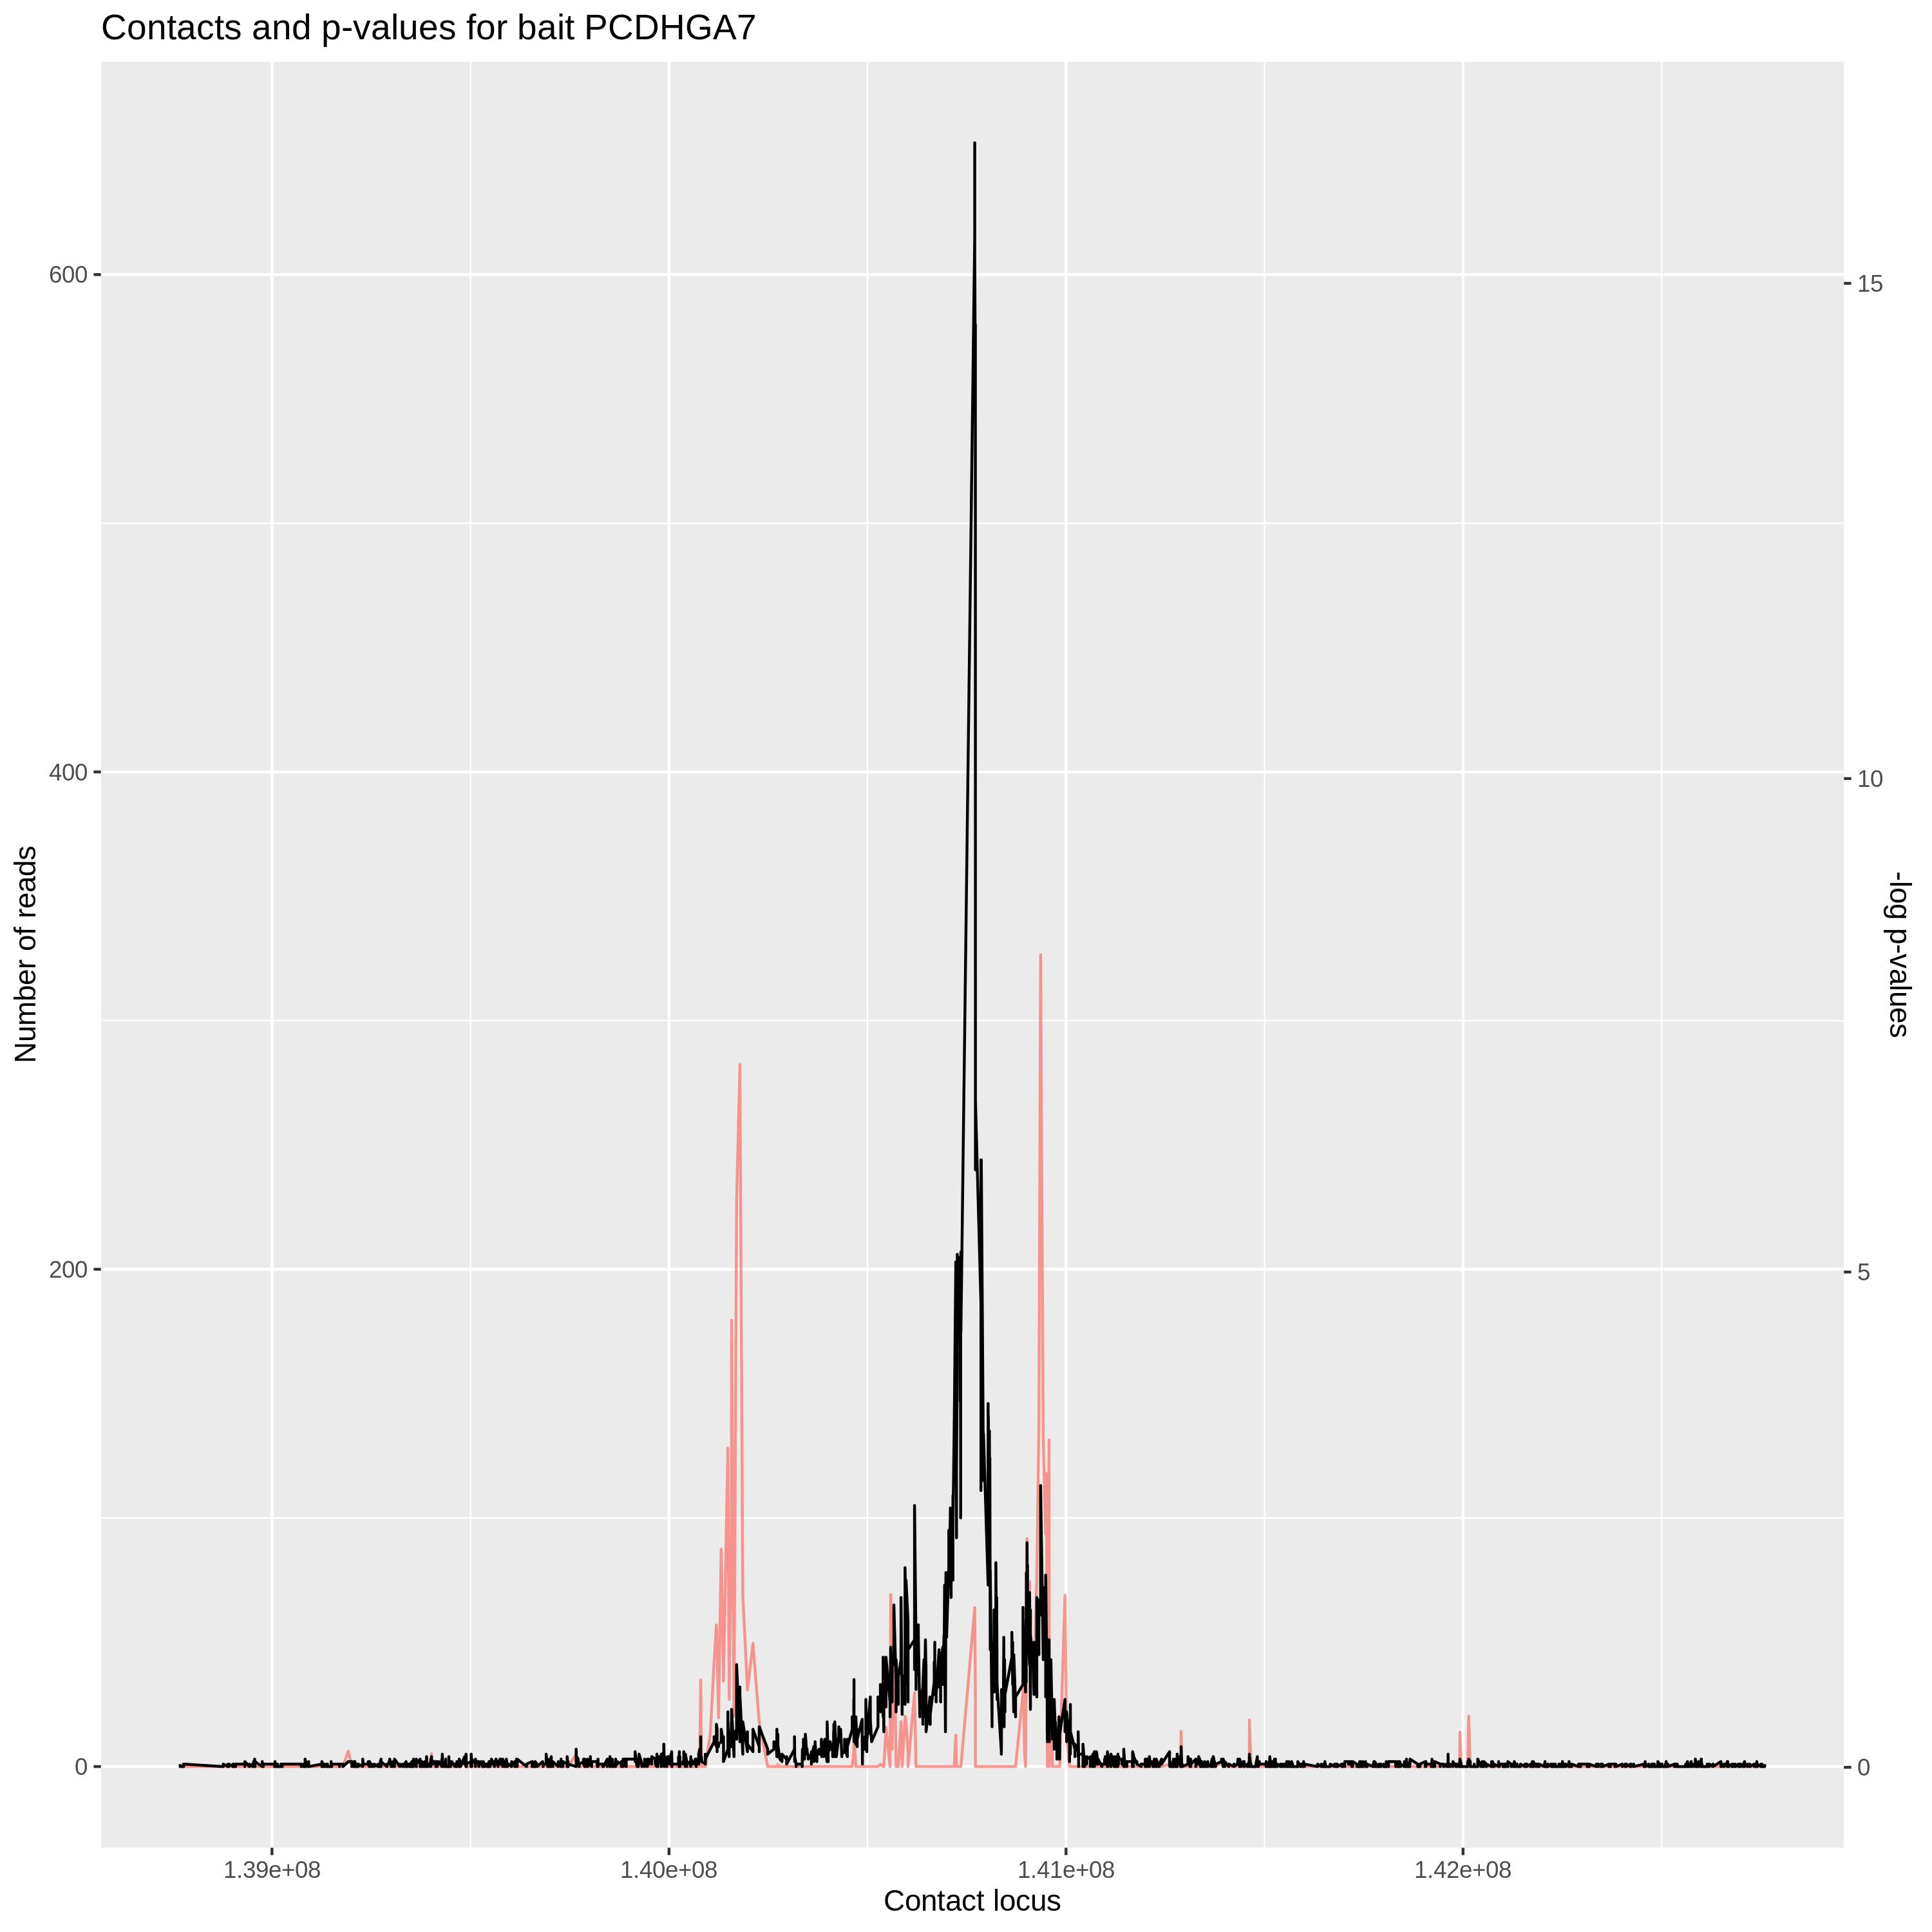 Contacts and p-values for bait PCDHGA7
600
400
200
0
15
10
5
0
Number of reads
-log p-values
1.39e+08
1.40e+08
1.41e+08
1.42e+08
Contact locus